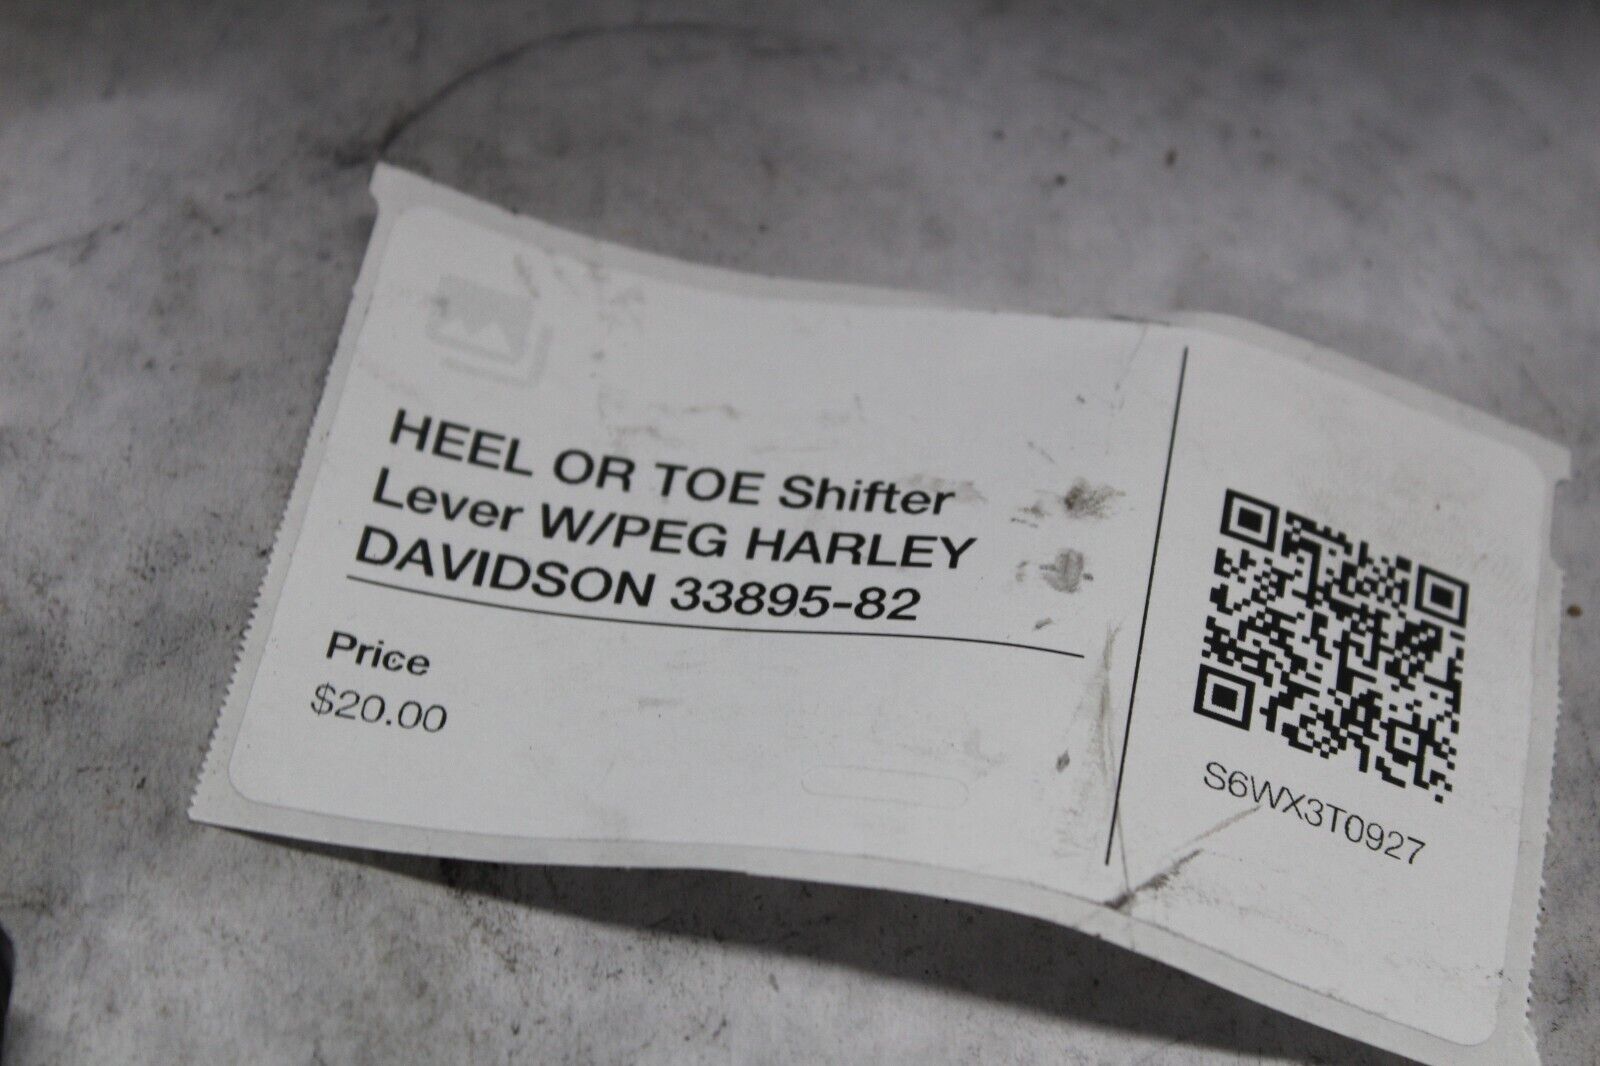 HEEL OR TOE Shifter
Lever W/PEG HARLEY
DAVIDSON 33895-82
Price
$20.00
S6WX3T0927